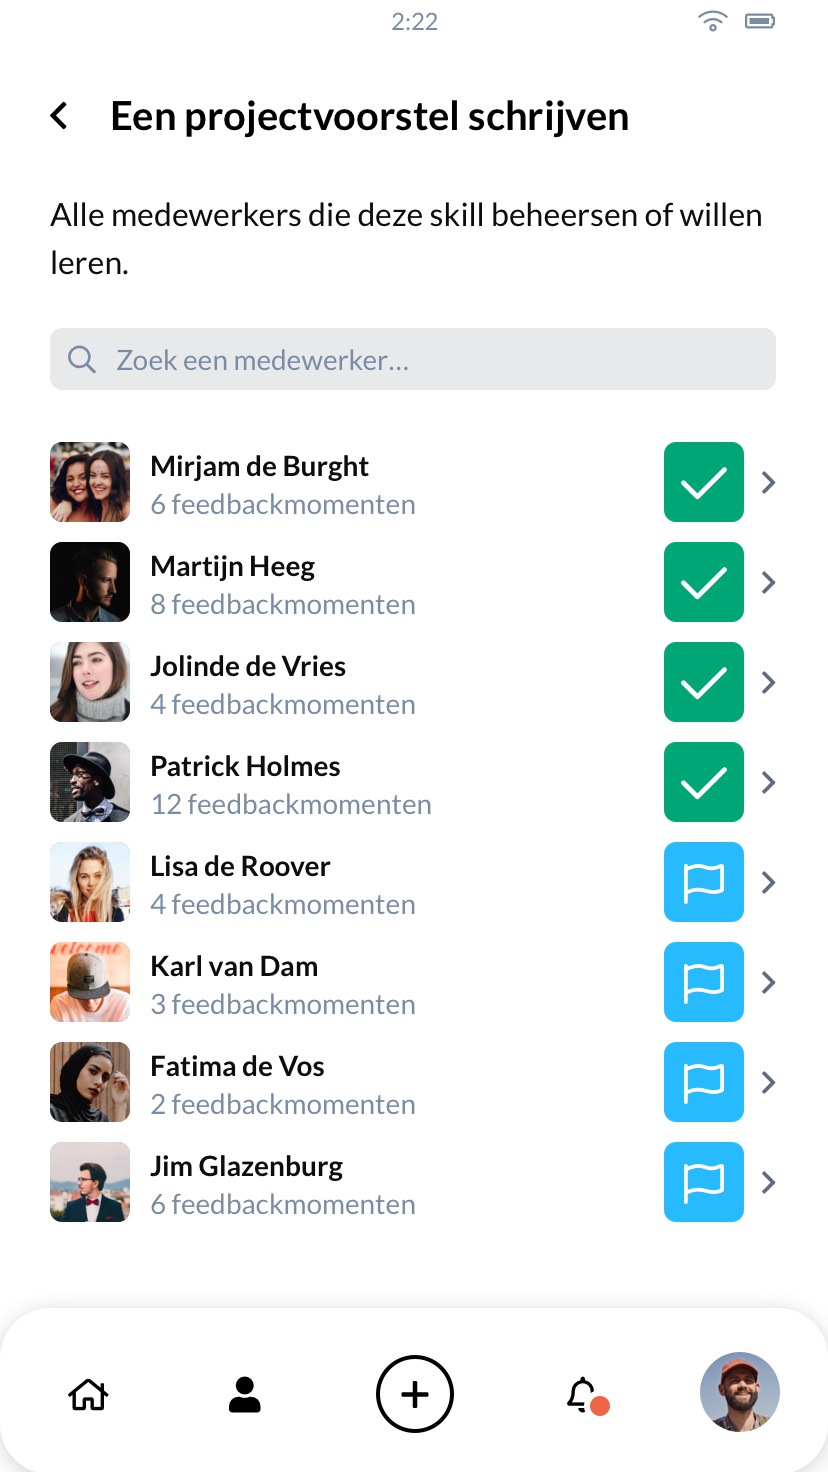 2:22
Een projectvoorstel schrijven
Alle medewerkers die deze skill beheersen of willen
leren.
Zoek een medewerker...
Mirjam de Burght
6 feedbackmomenten
Martijn Heeg
8 feedbackmomenten
Jolinde de Vries
4 feedbackmomenten
Patrick Holmes
12 feedbackmomenten
Lisa de Roover
4 feedbackmomenten
welcome
Karl van Dam
3 feedbackmomenten
Fatima de Vos
2 feedbackmomenten
Jim Glazenburg
6 feedbackmomenten